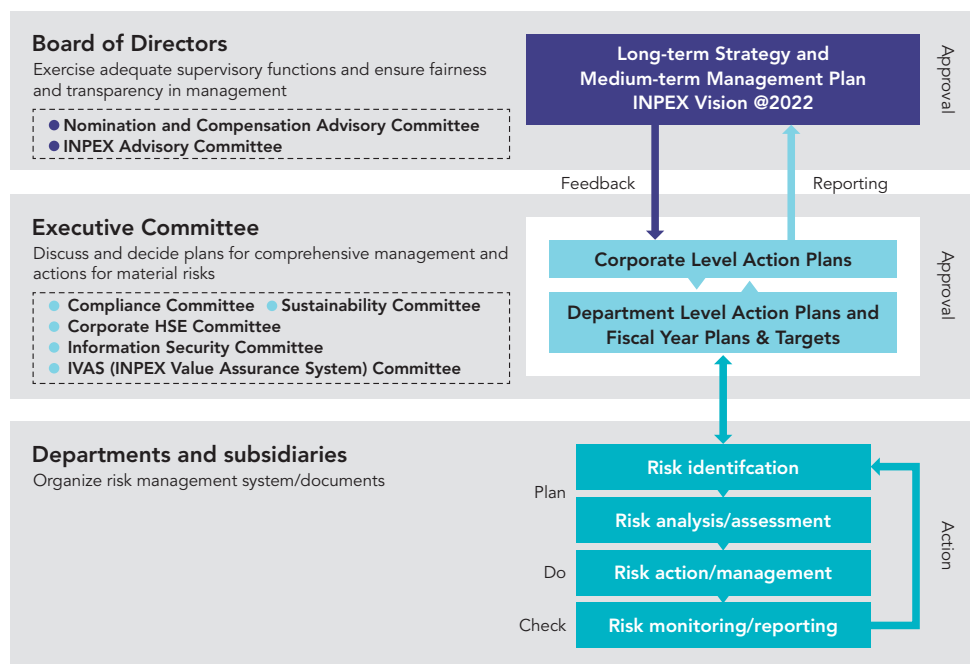 Board of Directors
Exercise adequate supervisory functions and ensure fairness
and transparency in management
Nomination and Compensation Advisory Committee
INPEX Advisory Committee
Long-term Strategy and
Medium-term Management Plan
INPEX Vision @2022
Approval
Feedback
Reporting
Executive Committee
Discuss and decide plans for comprehensive management and
actions for material risks
Compliance Committee Sustainability Committee
Corporate HSE Committee
Information Security Committee
IVAS (INPEX Value Assurance System) Committee
Corporate Level Action Plans
Department Level Action Plans and
Fiscal Year Plans & Targets
Approval
Departments and subsidiaries
Organize risk management system/documents
Plan
Risk identifcation
Risk analysis/assessment
Do
Risk action/management
Check
Risk monitoring/reporting
Action